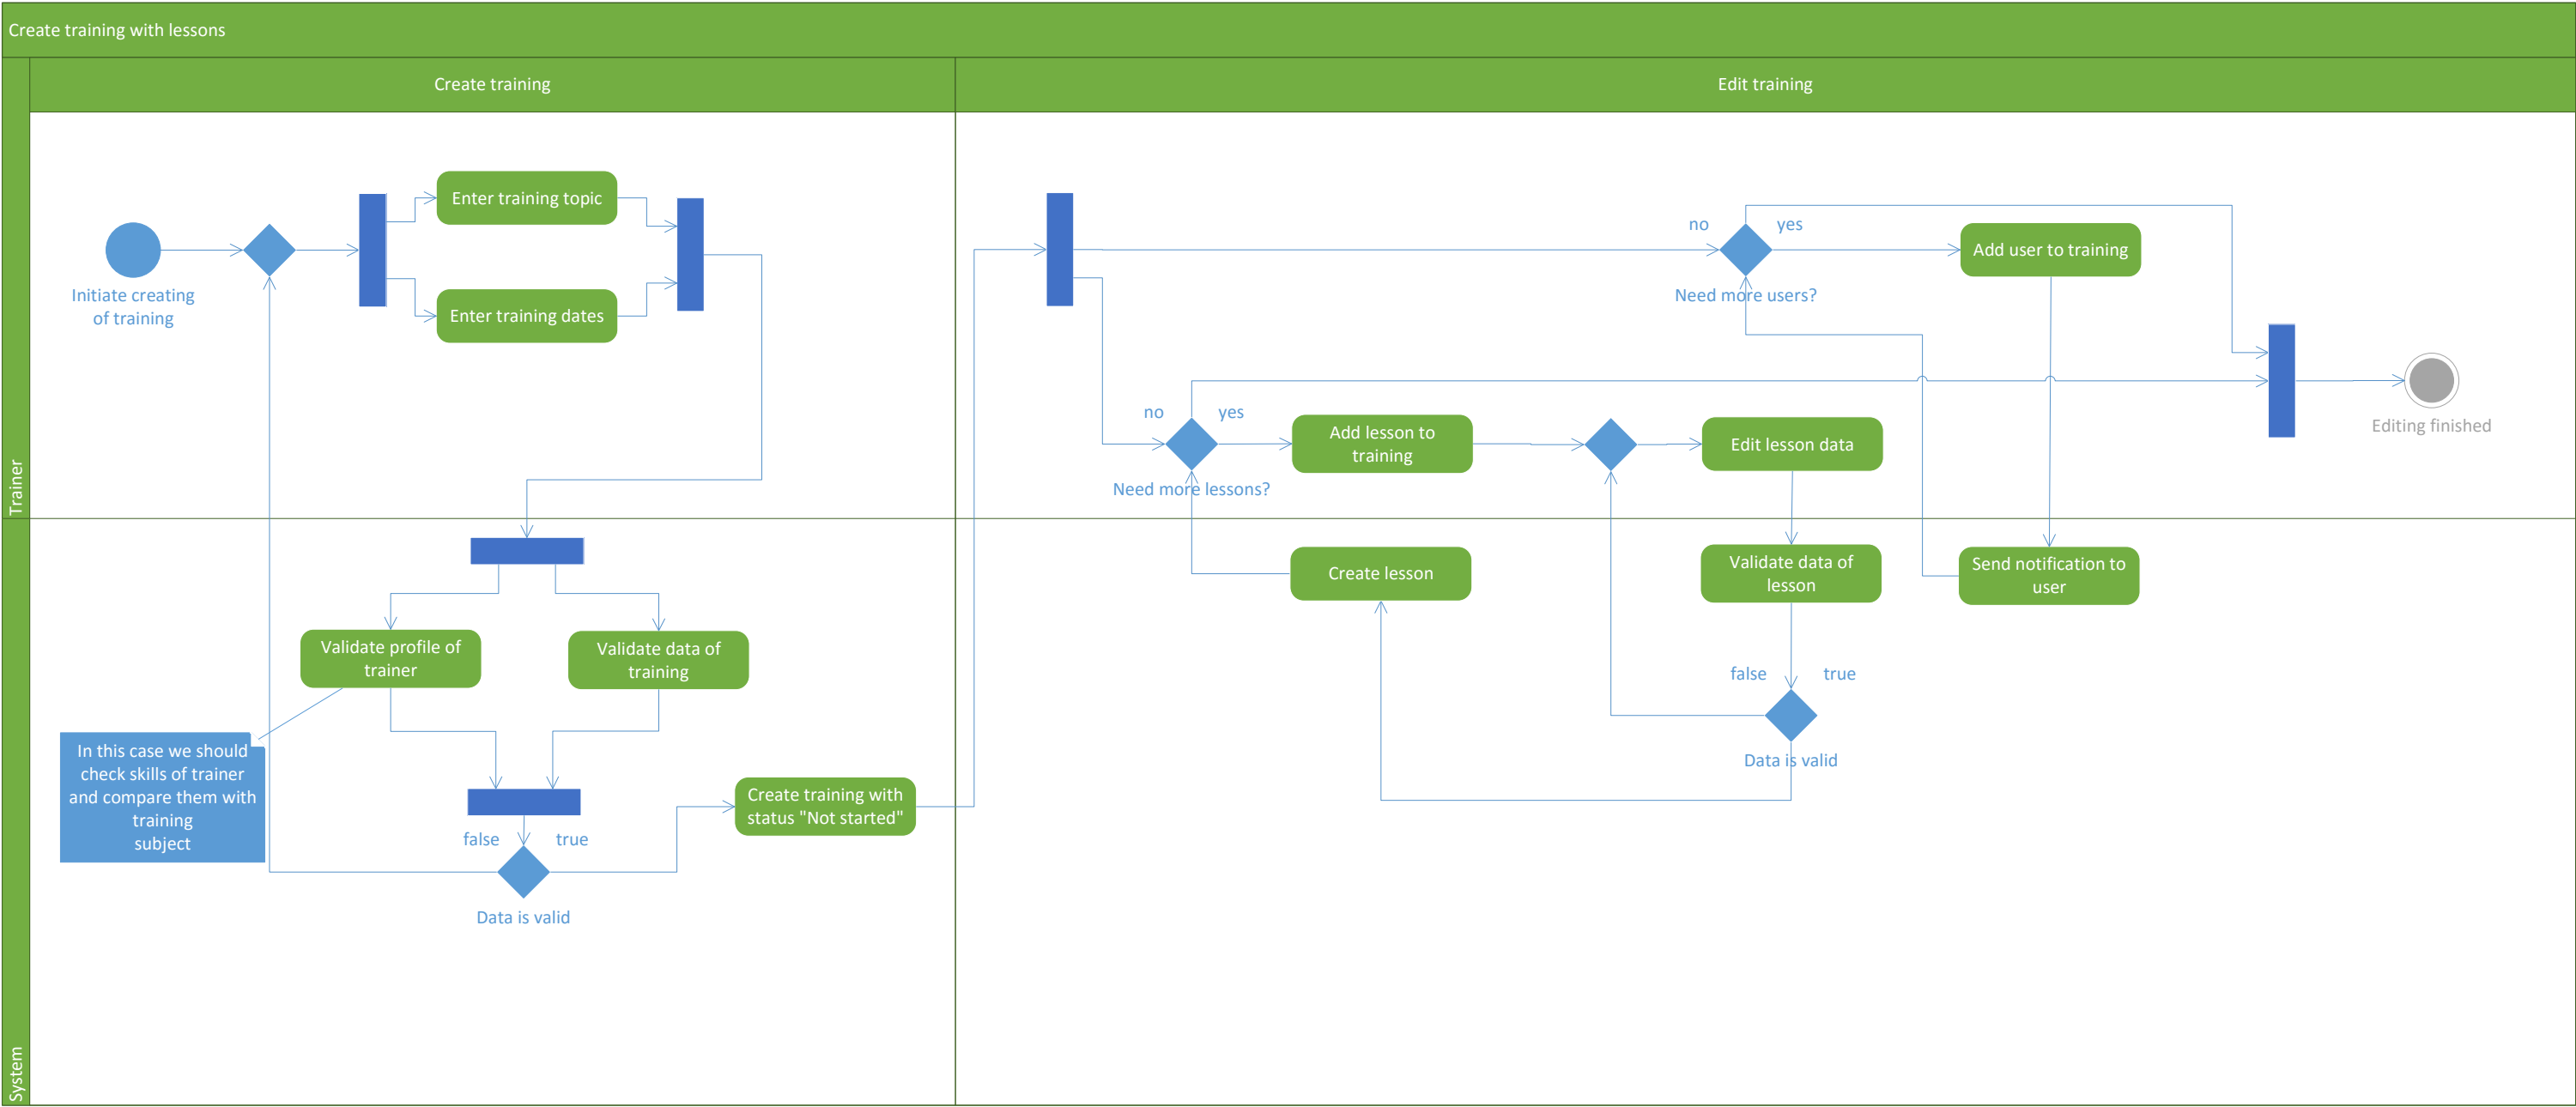 Create training with lessons
Create training
Edit training
Trainer
System
Initiate creating
of training
Enter training topic
Enter training dates
Validate profile of
trainer
Validate data of
training
In this case we should
check skills of trainer
and compare them with
training
subject
false
true
Data is valid
Create training with
status "Not started"
no
yes
Need more users?
Add user to training
no
yes
Need more lessons?
Add lesson to
training
Edit lesson data
Editing finished
Create lesson
Validate data of
lesson
Send notification to
user
false
true
Data is valid